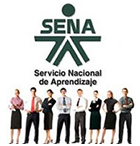 SENA
Servicio Nacional
de Aprendizaje